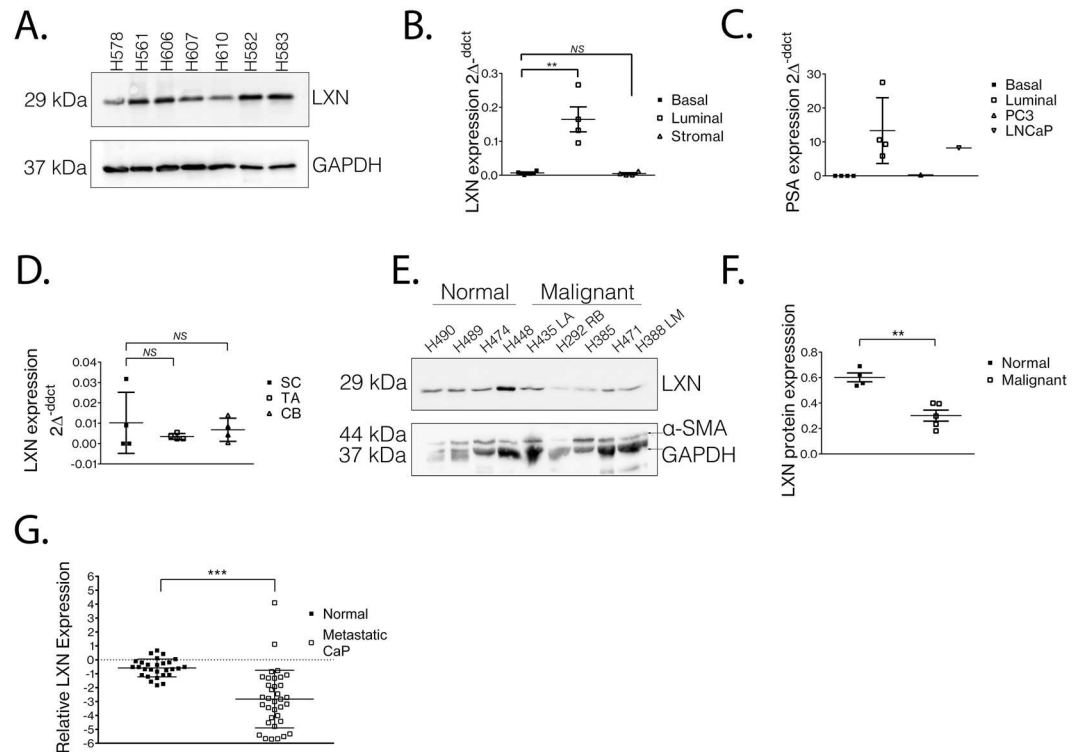 A.
H578
H561
H606
H607
H610
H582
H583
29 kDa
LXN
37 kDa
GAPDH
B.
LXN expression 2Δ-ddct
0.3
0.2
0.1
0.0
NS
**
Basal
Luminal
Stromal
C.
PSA expression 2Δ-ddct
30
20
10
0
Basal
Luminal
PC3
LNCaP
D.
LXN expression
2Δ-ddct
0.04
0.03
0.02
0.01
0.00
-0.01
NS
NS
SC
TA
CB
E.
Normal
Malignant
H490
H489
H474
H448
H435 LA
H292 RB
H385
H471
H388 LM
29 kDa
LXN
44 kDa
α-SMA
37 kDa
GAPDH
F.
LXN protein expresssion
0.8
0.6
0.4
0.2
0.0
**
Normal
Malignant
G.
Relative LXN Expression
6
5
4
3
2
1
0
-1
-2
-3
-4
-5
-6
***
Normal
Metastatic
CaP